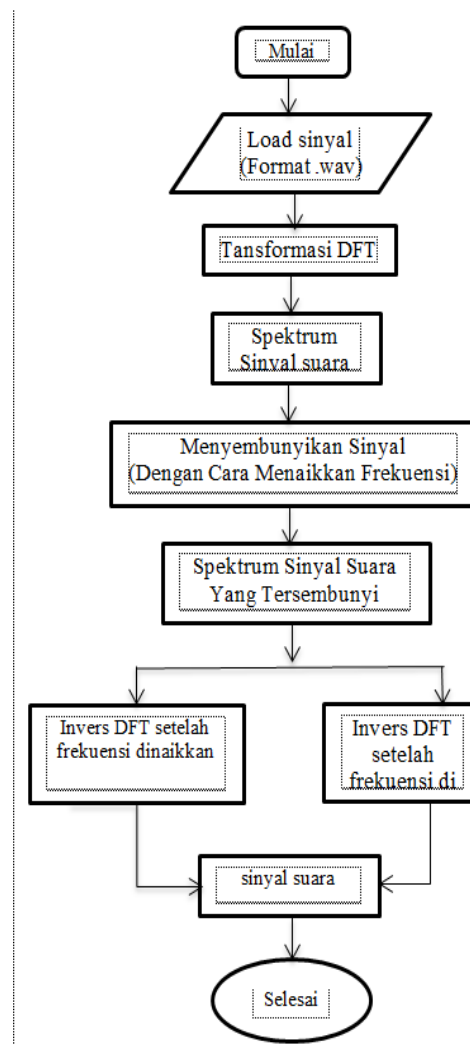 Mulai
Load sinyal
(Format .wav)
Tansformasi DFT
Spektrum
Sinyal suara
Menyembunyikan Sinyal
(Dengan Cara Menaikkan Frekuensi)
Spektrum Sinyal Suara
Yang Tersembunyi
Invers DFT setelah
frekuensi dinaikkan
Invers DFT
setelah
frekuensi di
sinyal suara
Selesai